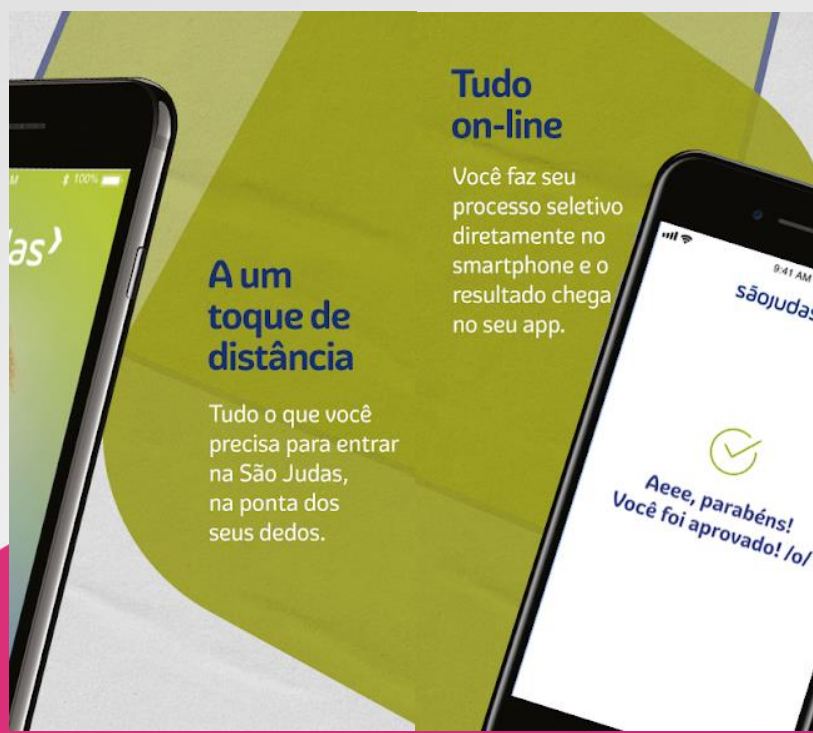 100%
as
A um
toque de
distância
Tudo o que você
precisa para entrar
na São Judas,
na ponta dos
seus dedos.
Tudo
on-line
Você faz seu
processo seletivo
diretamente no
smartphone e o
resultado chega
no seu app.
9:41 AM
sãojudas
Aeee, parabéns!
Você foi aprovado! /o/